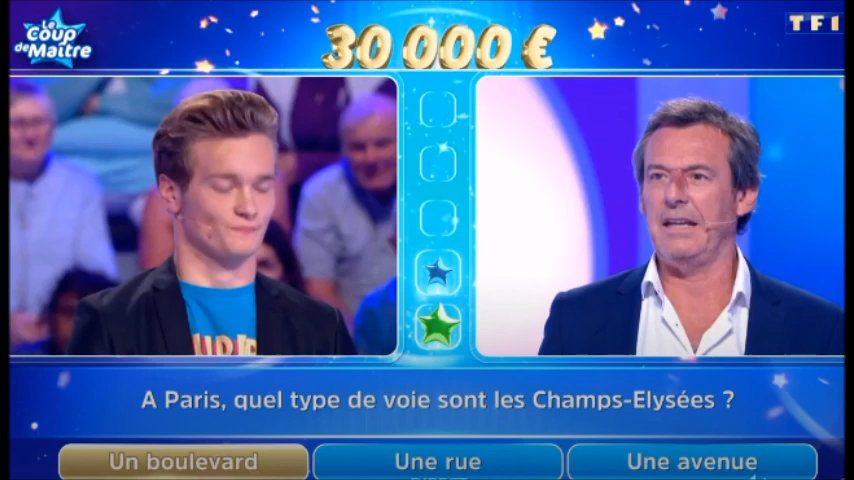 Le
Coup
de Maître
30 000 €
TF1
A Paris, quel type de voie sont les Champs-Elysées ?
Un boulevard
Une rue
Une avenue